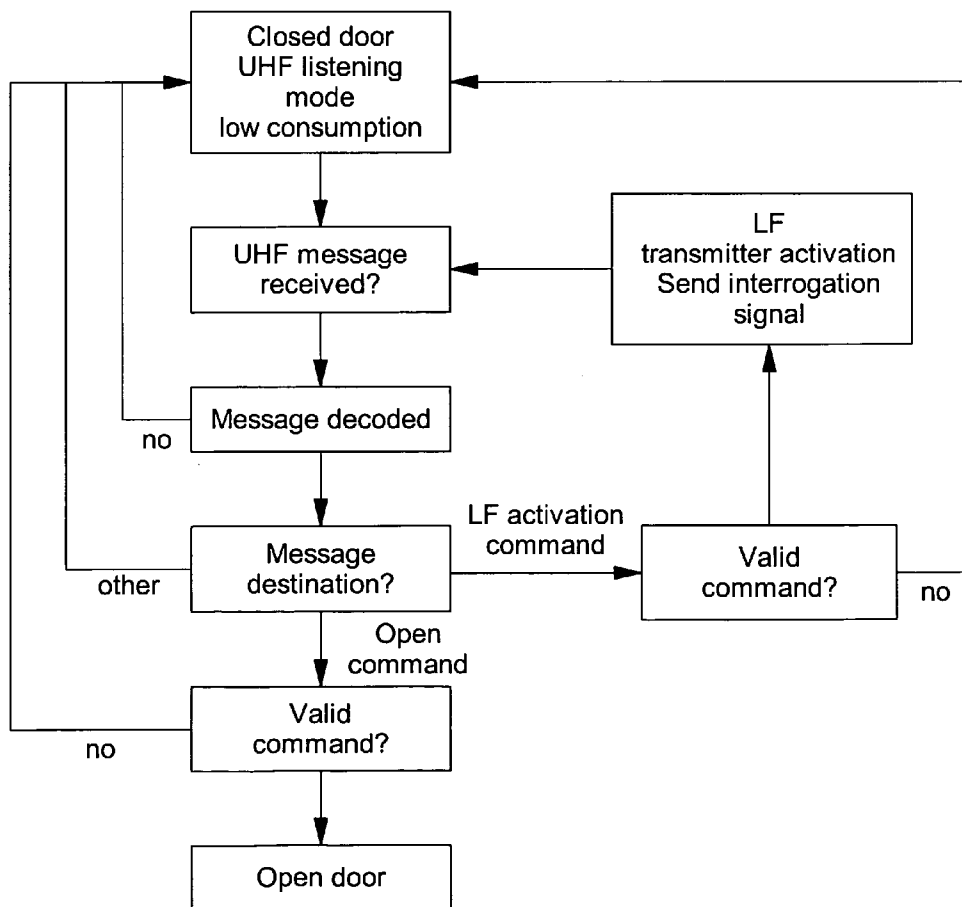 Closed door
UHF listening
mode
low consumption
UHF message
received?
LF
transmitter activation
Send interrogation
signal
Message decoded
no
Message
destination?
other
LF activation
command
Valid
command?
no
Open
command
Valid
command?
no
Open door